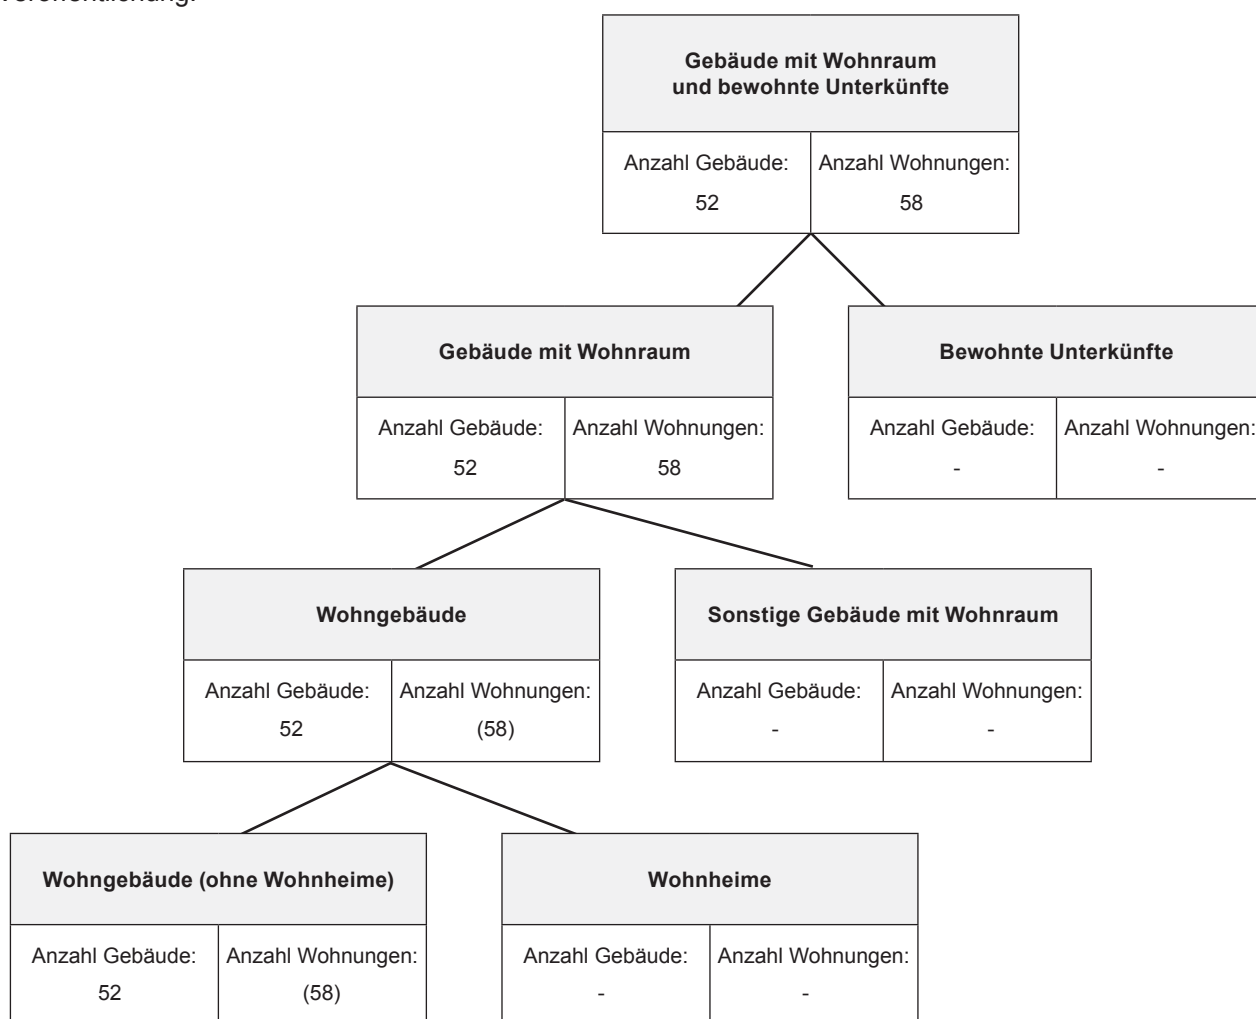 Veröffentlichung.
Gebäude mit Wohnraum
und bewohnte Unterkünfte
Anzahl Gebäude: Anzahl Wohnungen:
52 58
Gebäude mit Wohnraum Bewohnte Unterkünfte
Anzahl Gebäude: Anzahl Wohnungen: Anzahl Gebäude: Anzahl Wohnungen:
52 58 - -
Wohngebäude Sonstige Gebäude mit Wohnraum
Anzahl Gebäude: Anzahl Wohnungen: Anzahl Gebäude: Anzahl Wohnungen:
52 (58) - -
Wohngebäude (ohne Wohnheime) Wohnheime
Anzahl Gebäude: Anzahl Wohnungen: Anzahl Gebäude: Anzahl Wohnungen:
52 (58) - -